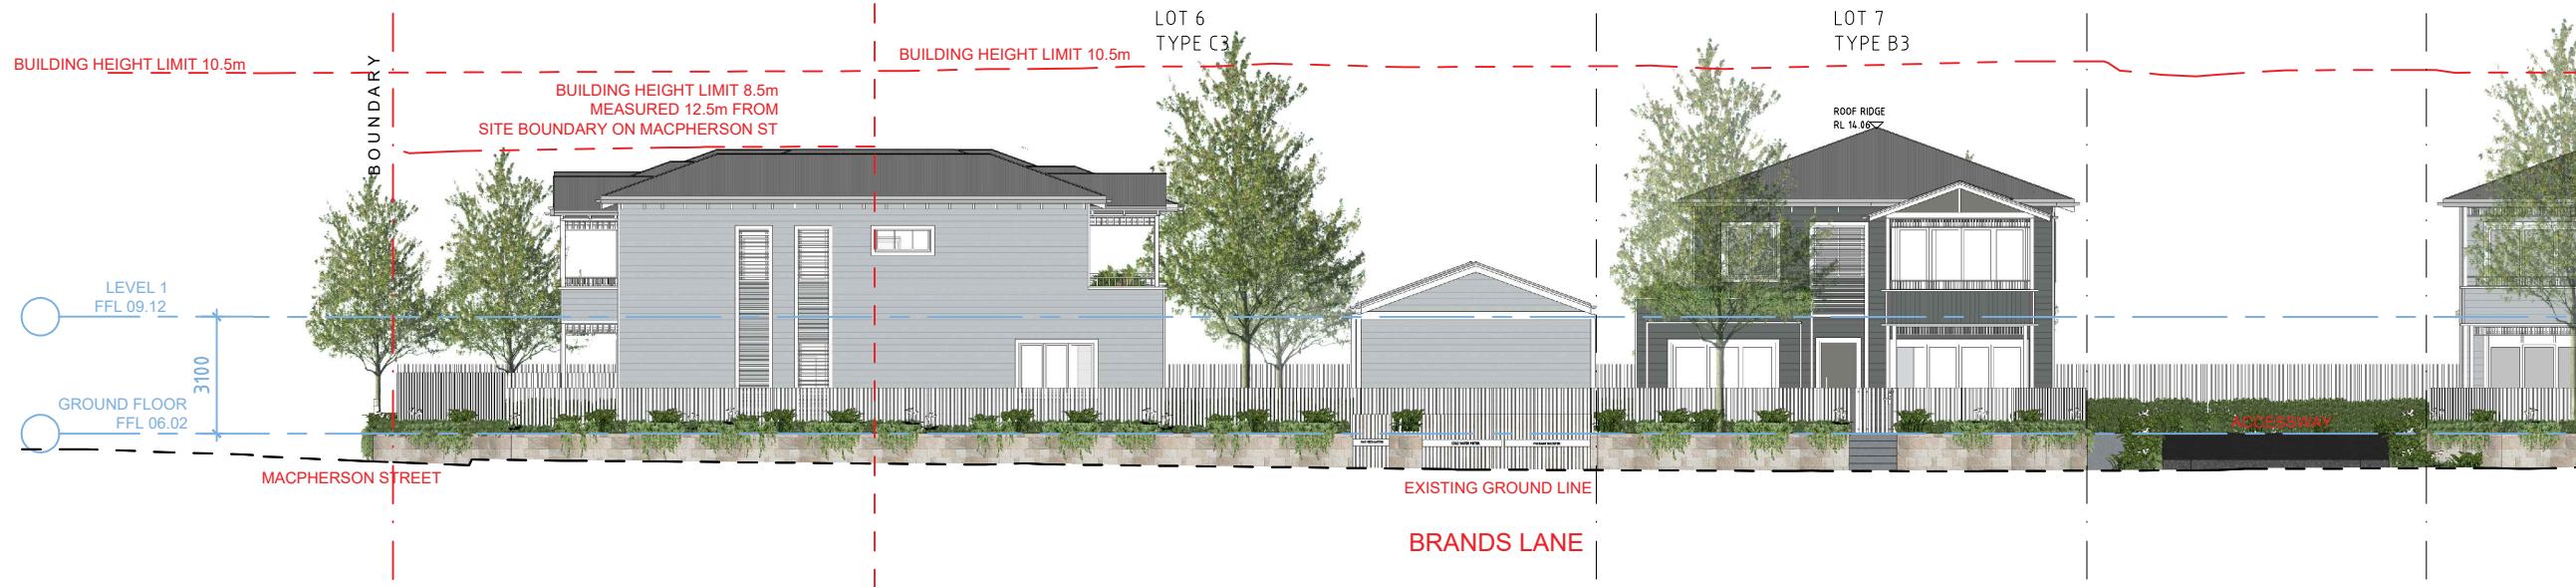 LOT 6
TYPE C3
LOT 7
TYPE B3
BUILDING HEIGHT LIMIT 10.5m
BOUNDARY
BUILDING HEIGHT LIMIT 10.5m
BUILDING HEIGHT LIMIT 8.5m
MEASURED 12.5m FROM
SITE BOUNDARY ON MACPHERSON ST
ROOF RIDGE
RL 14.06
LEVEL 1
FFL 09.12
3100
GROUND FLOOR
FFL 06.02
ACCESSWAY
MACPHERSON STREET
EXISTING GROUND LINE
BRANDS LANE